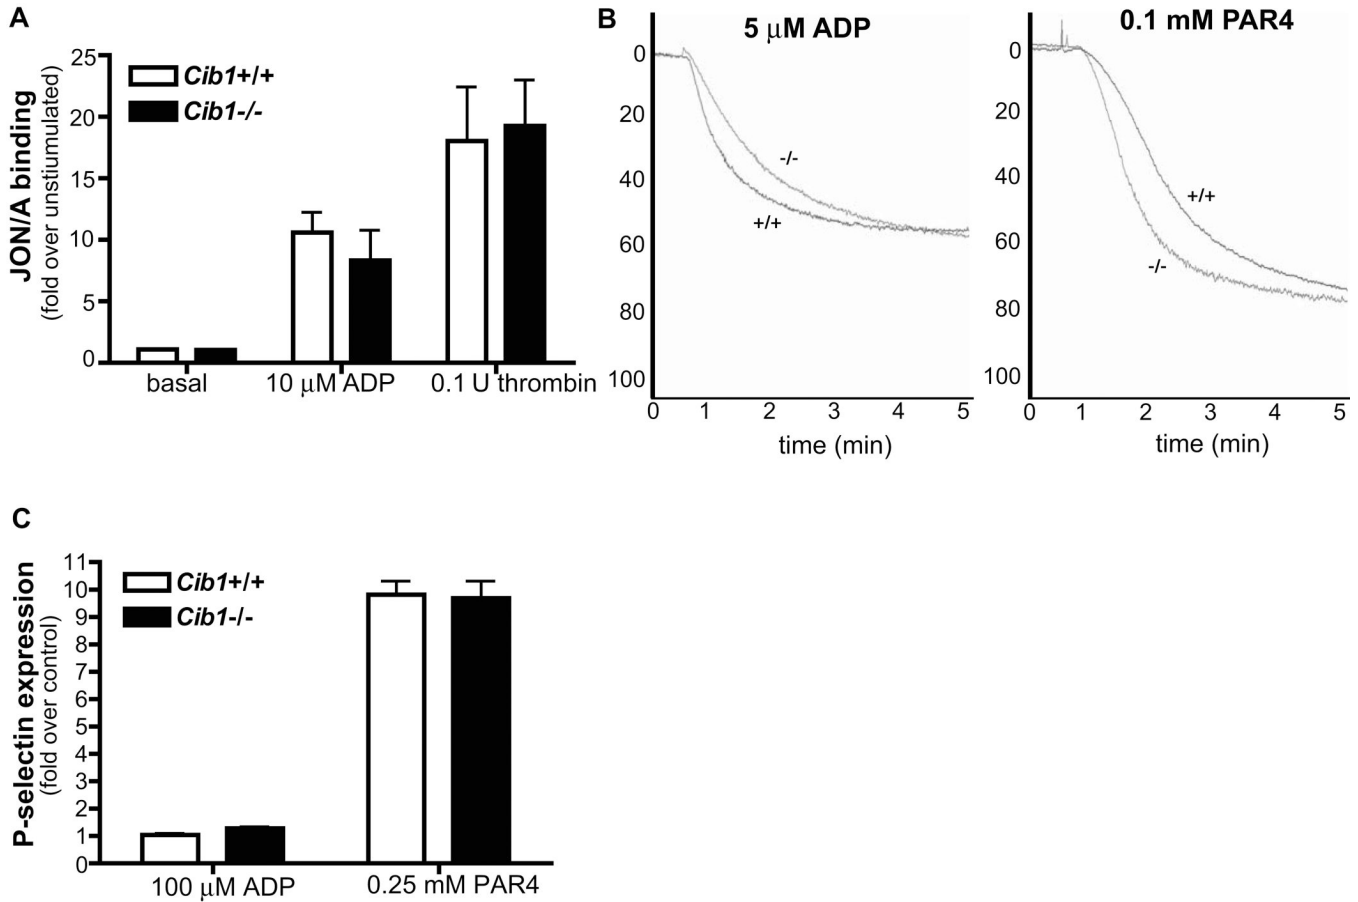 A
JON/A binding
(fold over unstiumulated)
25
20
15
10
5
0
Cib1+/+
Cib1-/-
basal
10 μM ADP
0.1 U thrombin
B
5 μM ADP
0
20
40
60
80
100
-/-
+/+
0
1
2
3
4
5
time (min)
0.1 mM PAR4
0
20
40
60
80
100
+/+
-/-
0
1
2
3
4
5
time (min)
C
P-selectin expression
(fold over control)
11
10
9
8
7
6
5
4
3
2
1
0
Cib1+/+
Cib1-/-
100 μM ADP
0.25 mM PAR4